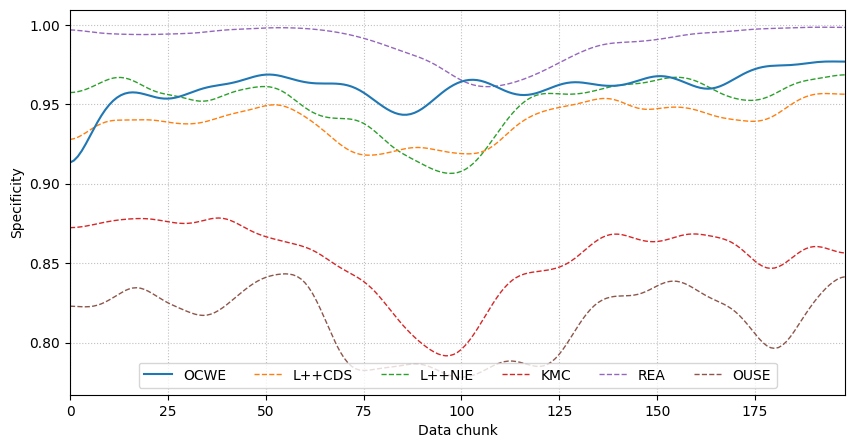 1.00
0.95
0.90
0.85
0.80
Specificity
OCWE L++CDS L++NIE KMC REA OUSE
0 25 50 75 100 125 150 175
Data chunk